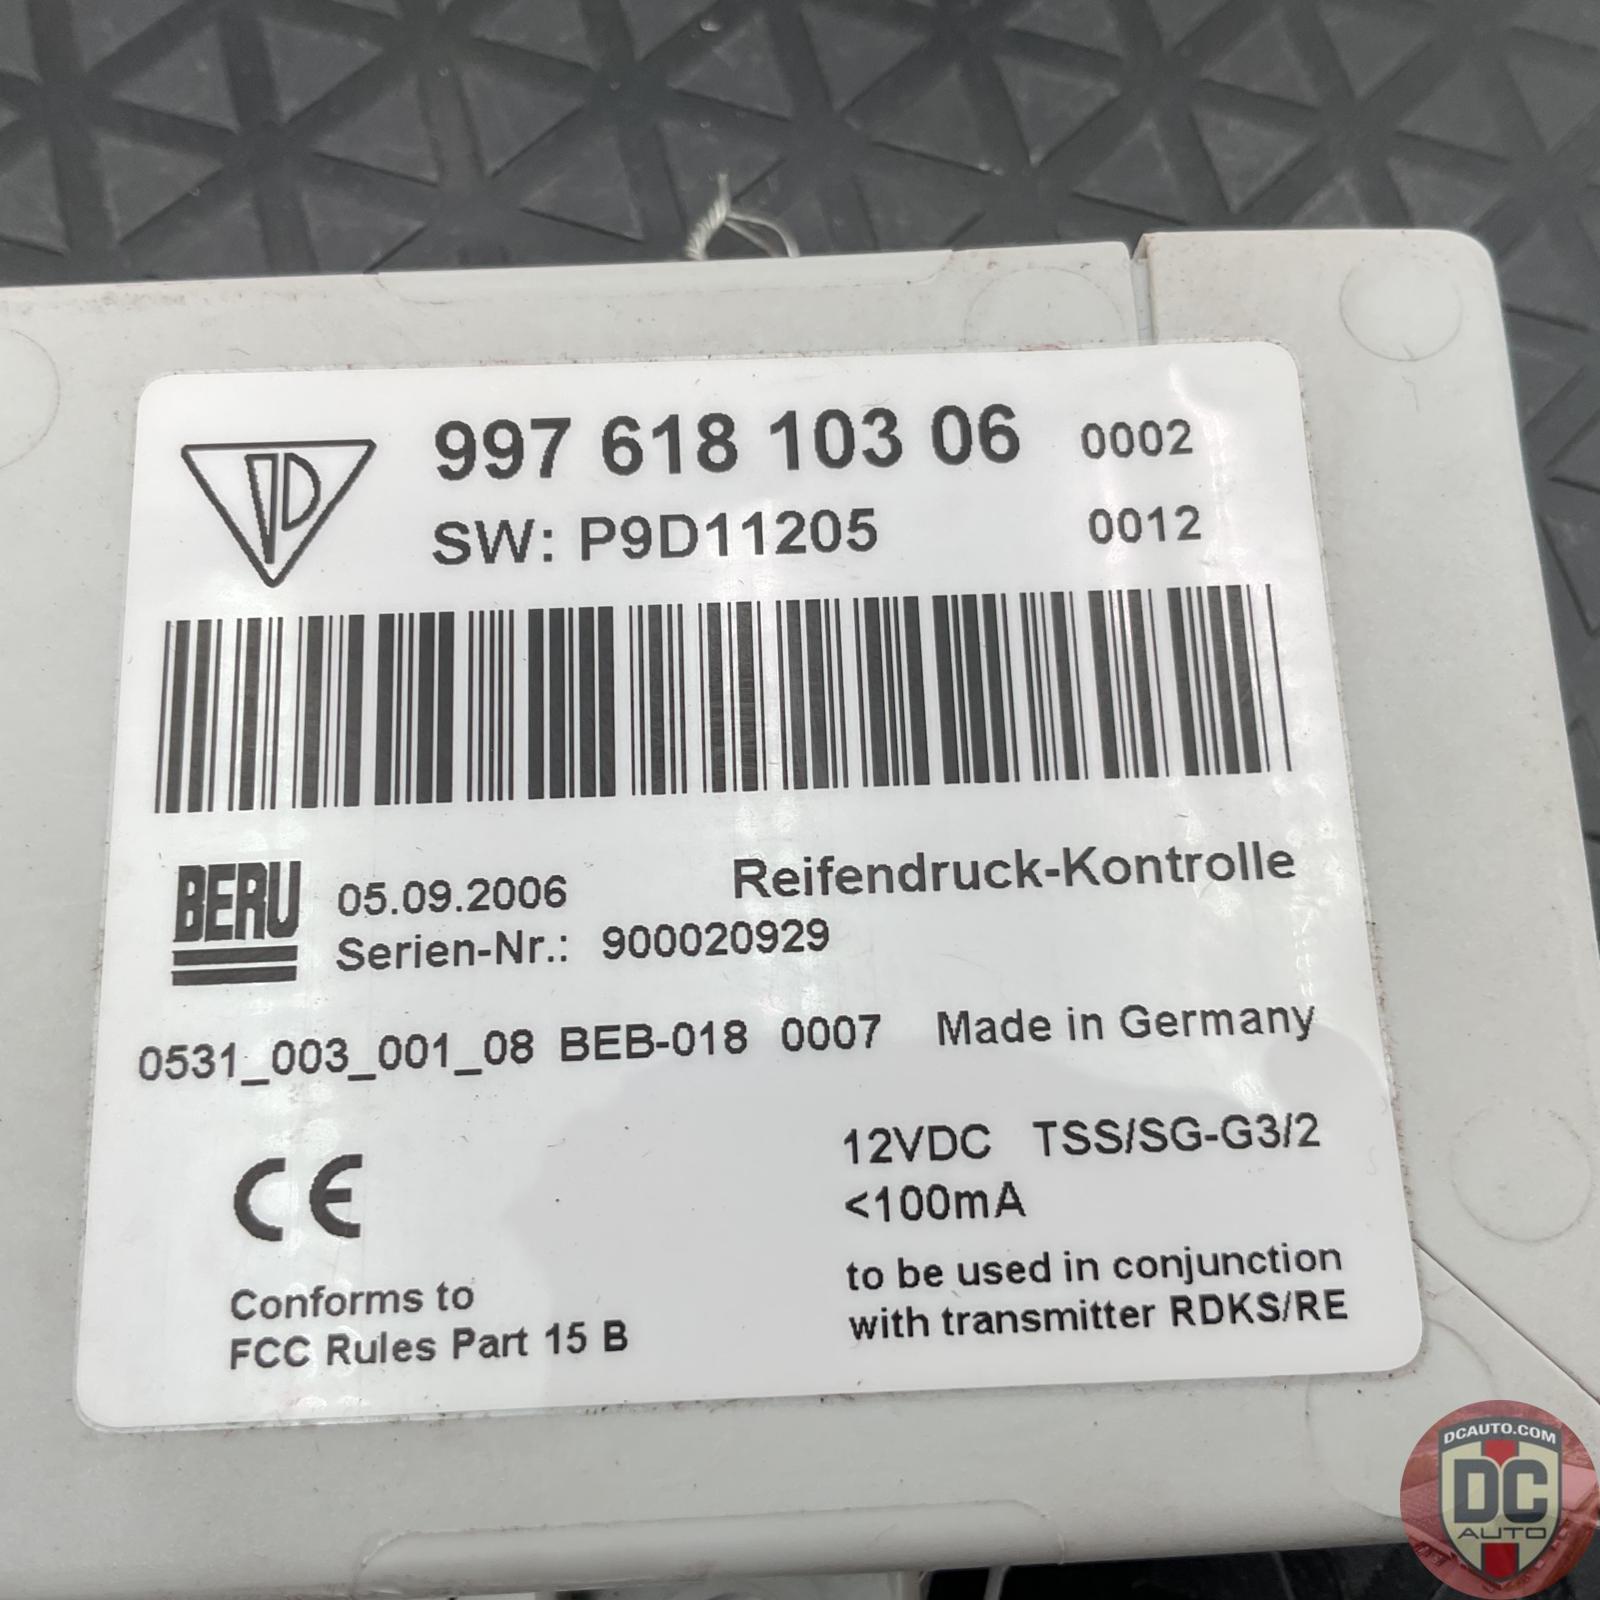 997 618 103 06 0002
SW: P9D11205 0012
BERU 05.09.2006 Reifendruck-Kontrolle
Serien-Nr.: 900020929
0531_003_001_08 BEB-018 0007 Made in Germany
12VDC TSS/SG-G3/2
<100mA
CE
to be used in conjunction
with transmitter RDKS/RE
Conforms to
FCC Rules Part 15 B
DCAUTO.COM
DC
AUTO